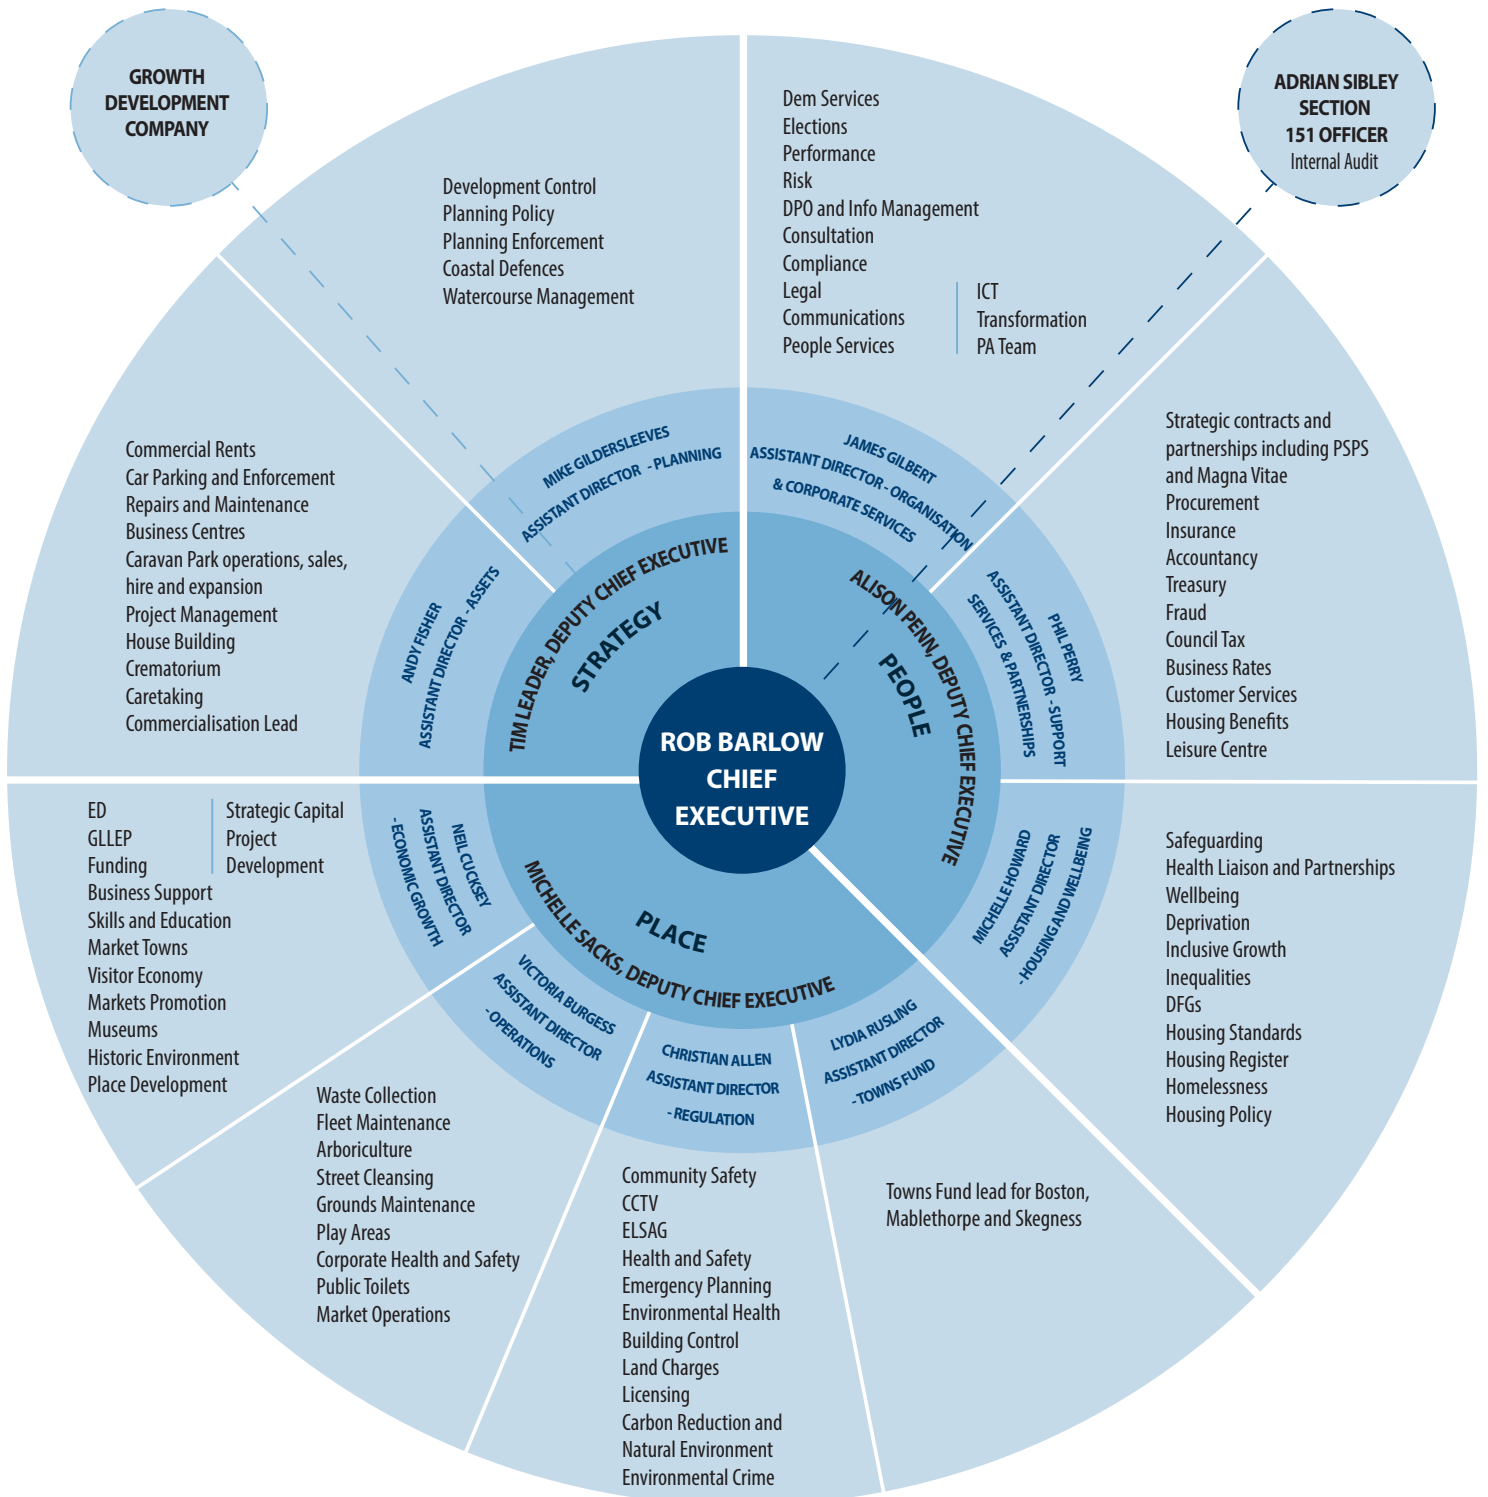 GROWTH
DEVELOPMENT
COMPANY
ADRIAN SIBLEY
SECTION
151 OFFICER
Internal Audit
Development Control
Planning Policy
Planning Enforcement
Coastal Defences
Watercourse Management
Dem Services
Elections
Performance
Risk
DPO and Info Management
Consultation
Compliance
Legal
Communications
People Services
ICT
Transformation
PA Team
Commercial Rents
Car Parking and Enforcement
Repairs and Maintenance
Business Centres
Caravan Park operations, sales,
hire and expansion
Project Management
House Building
Crematorium
Caretaking
Commercialisation Lead
Strategic contracts and
partnerships including PSPS
and Magna Vitae
Procurement
Insurance
Accountancy
Treasury
Fraud
Council Tax
Business Rates
Customer Services
Housing Benefits
Leisure Centre
MIKE GILDERSLEEVES
ASSISTANT DIRECTOR - PLANNING
JAMES GILBERT
ASSISTANT DIRECTOR - ORGANISATION
& CORPORATE SERVICES
ANDY FISHER
ASSISTANT DIRECTOR - ASSETS
PHIL PERRY
ASSISTANT DIRECTOR - SUPPORT
SERVICES & PARTNERSHIPS
TIM LEADER, DEPUTY CHIEF EXECUTIVE
STRATEGY
ALISON PENN, DEPUTY CHIEF EXECUTIVE
PEOPLE
ROB BARLOW
CHIEF
EXECUTIVE
PLACE
MICHELLE SACKS, DEPUTY CHIEF EXECUTIVE
NEIL CUCKSEY
ASSISTANT DIRECTOR
- ECONOMIC GROWTH
MICHELLE HOWARD
ASSISTANT DIRECTOR
- HOUSING AND WELLBEING
VICTORIA BURGESS
ASSISTANT DIRECTOR
- OPERATIONS
CHRISTIAN ALLEN
ASSISTANT DIRECTOR
- REGULATION
LYDIA RUSLING
ASSISTANT DIRECTOR
- TOWNS FUND
ED
GLLEP
Funding
Business Support
Skills and Education
Market Towns
Visitor Economy
Markets Promotion
Museums
Historic Environment
Place Development
Strategic Capital
Project
Development
Safeguarding
Health Liaison and Partnerships
Wellbeing
Deprivation
Inclusive Growth
Inequalities
DFGs
Housing Standards
Housing Register
Homelessness
Housing Policy
Waste Collection
Fleet Maintenance
Arboriculture
Street Cleansing
Grounds Maintenance
Play Areas
Corporate Health and Safety
Public Toilets
Market Operations
Community Safety
CCTV
ELSAG
Health and Safety
Emergency Planning
Environmental Health
Building Control
Land Charges
Licensing
Carbon Reduction and
Natural Environment
Environmental Crime
Towns Fund lead for Boston,
Mablethorpe and Skegness